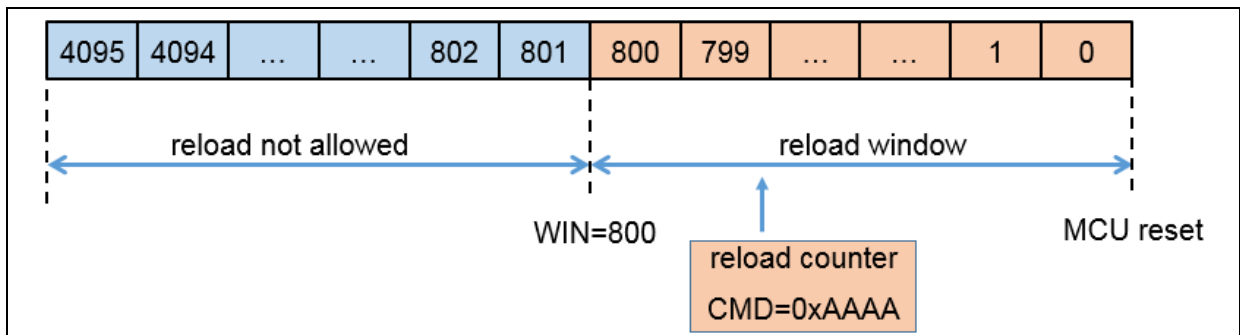 4095 4094 ... ... 802 801 800 799 ... ... 1 0
reload not allowed reload window
WIN=800 MCU reset
reload counter
CMD=0xAAAA